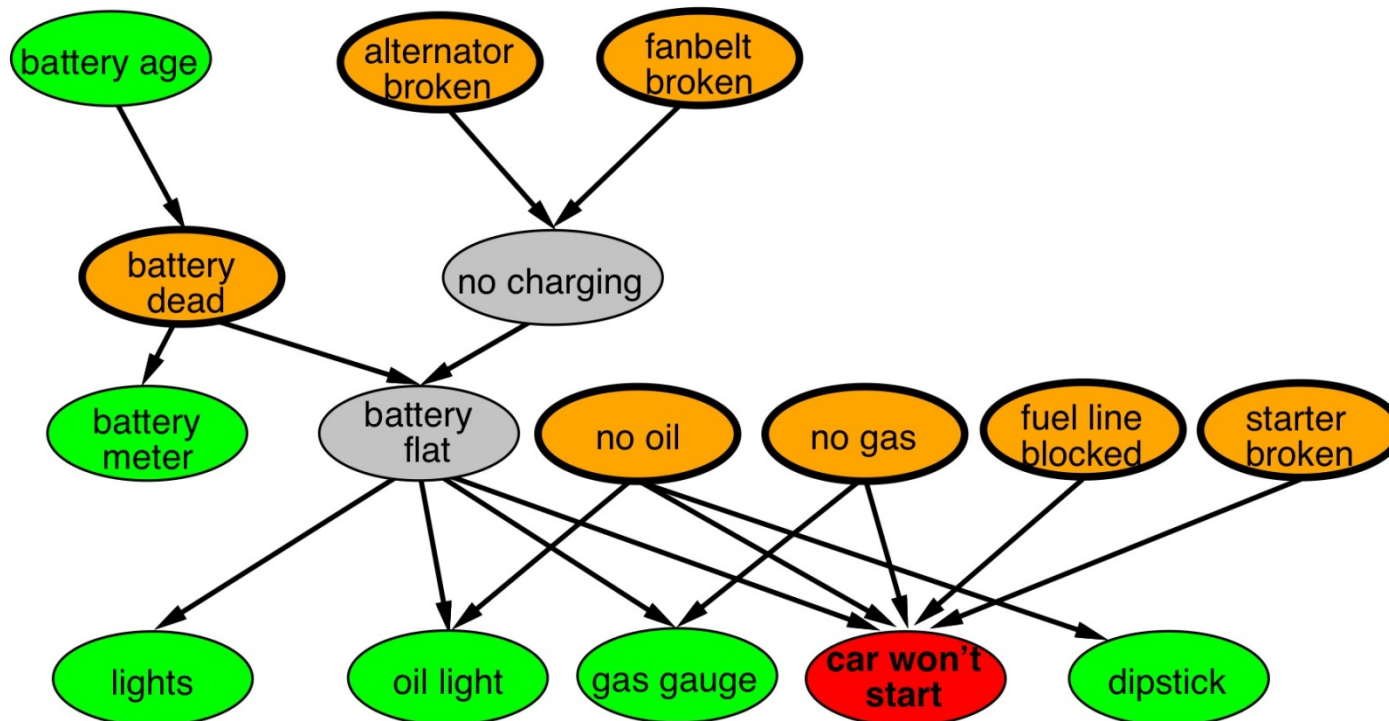 battery age
alternator
broken
fanbelt
broken
battery
dead
no charging
battery
meter
battery
flat
no oil
no gas
fuel line
blocked
starter
broken
lights
oil light
gas gauge
car won't
start
dipstick